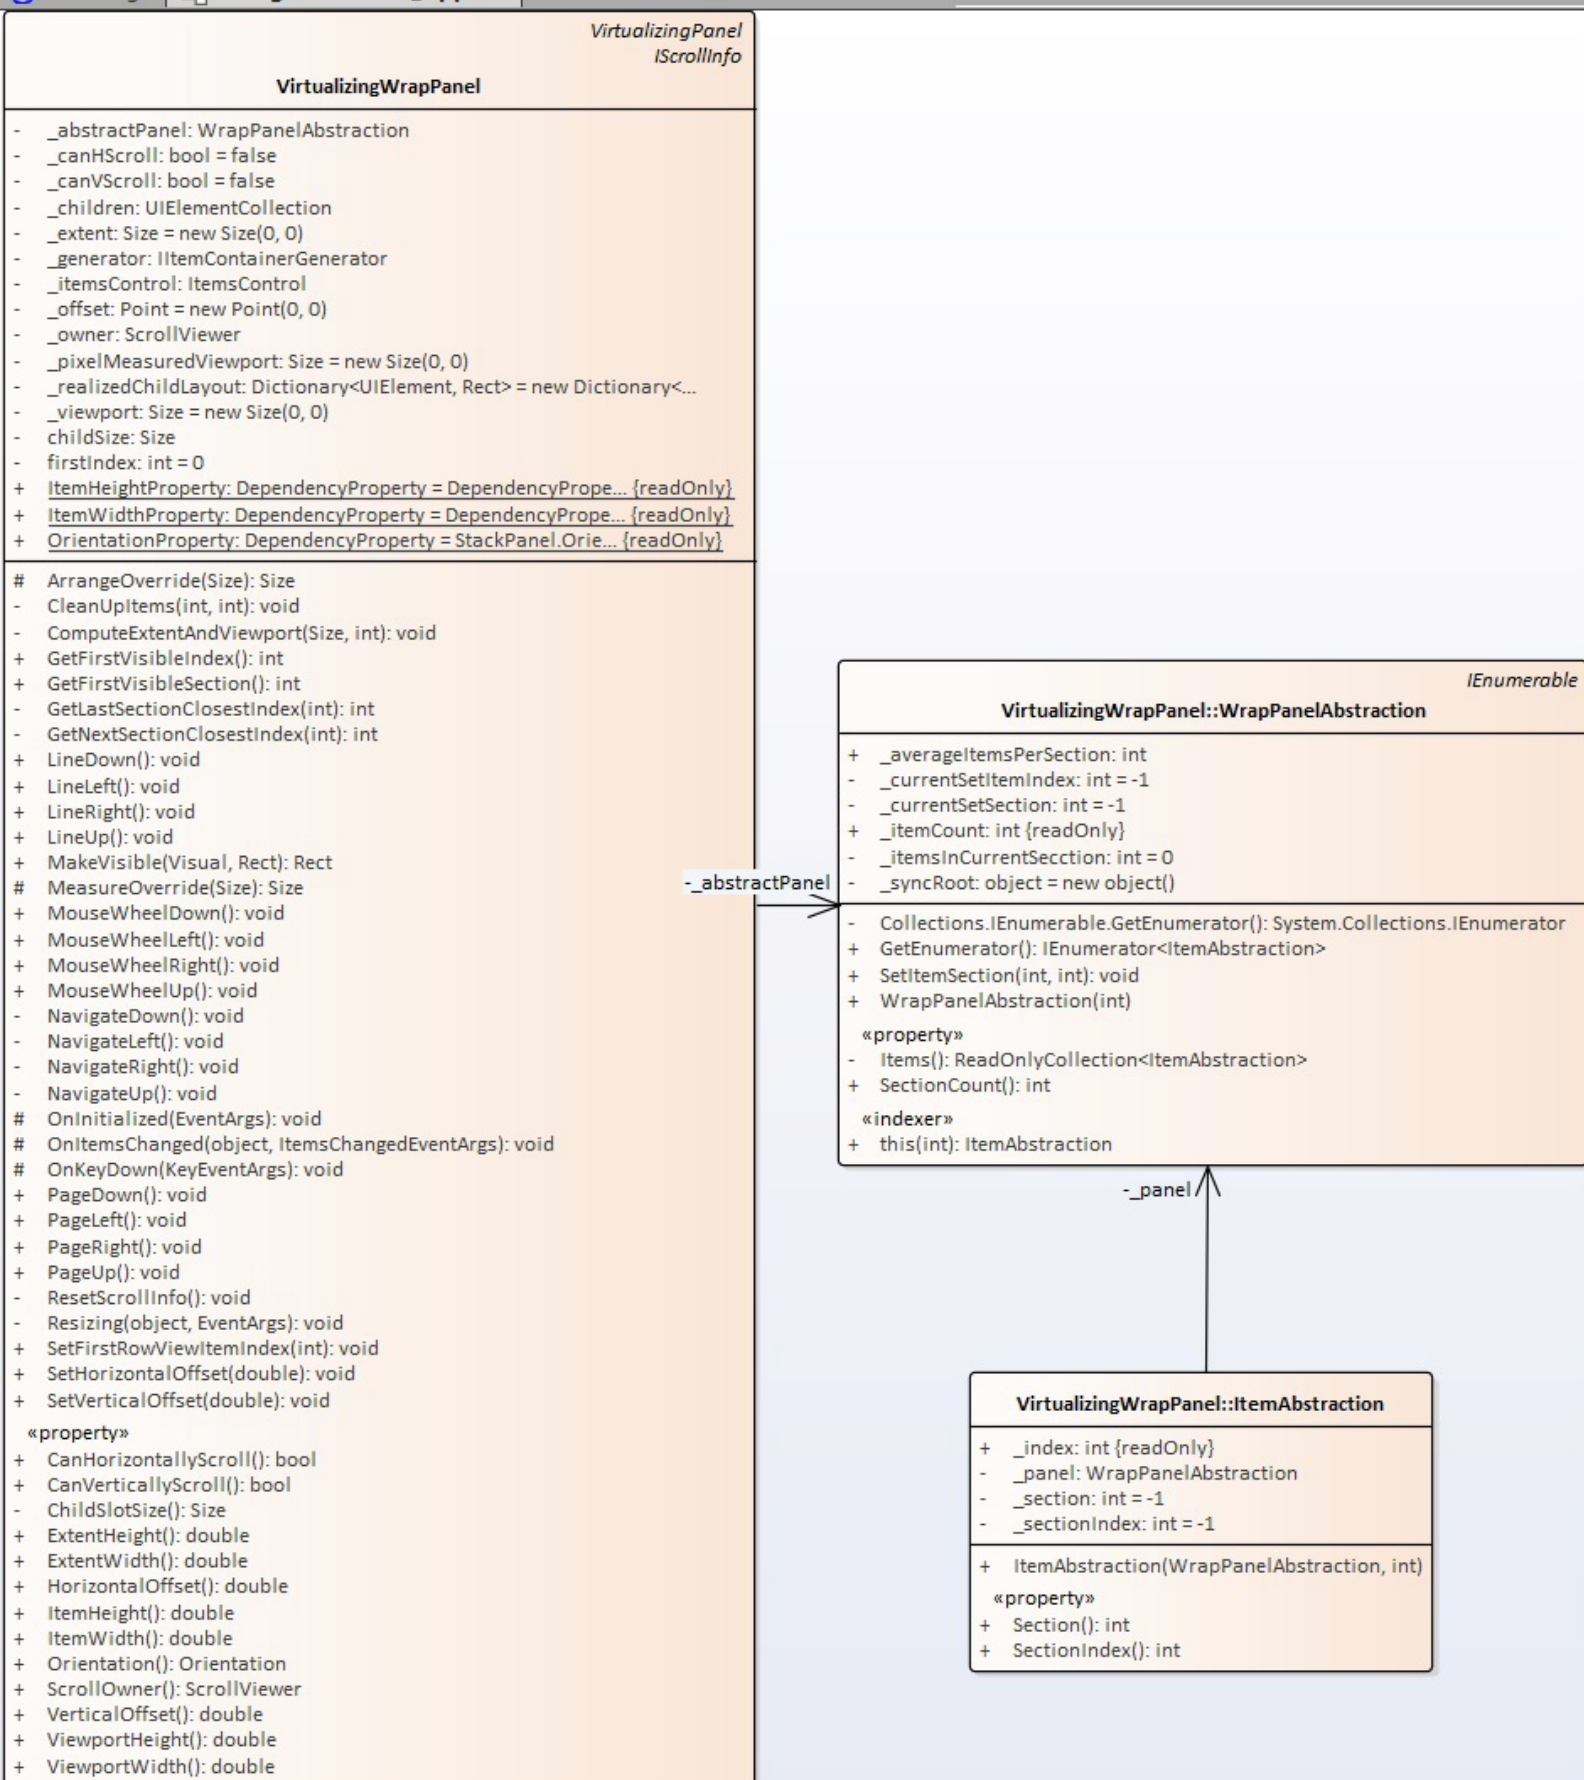 VirtualizingPanel
IScrollInfo
VirtualizingWrapPanel
- _abstractPanel: WrapPanelAbstraction
- _canHScroll: bool = false
- _canVScroll: bool = false
- _children: UIElementCollection
- _extent: Size = new Size(0, 0)
- _generator: IItemContainerGenerator
- _itemsControl: ItemsControl
- _offset: Point = new Point(0, 0)
- _owner: ScrollViewer
- _pixelMeasuredViewport: Size = new Size(0, 0)
- _realizedChildLayout: Dictionary<UIElement, Rect> = new Dictionary<...
- _viewport: Size = new Size(0, 0)
- childSize: Size
- firstIndex: int = 0
+ ItemHeightProperty: DependencyProperty = DependencyPrope... {readOnly}
+ ItemWidthProperty: DependencyProperty = DependencyPrope... {readOnly}
+ OrientationProperty: DependencyProperty = StackPanel.Orie... {readOnly}
# ArrangeOverride(Size): Size
- CleanUpItems(int, int): void
- ComputeExtentAndViewport(Size, int): void
+ GetFirstVisibleIndex(): int
+ GetFirstVisibleSection(): int
- GetLastSectionClosestIndex(int): int
- GetNextSectionClosestIndex(int): int
+ LineDown(): void
+ LineLeft(): void
+ LineRight(): void
+ LineUp(): void
+ MakeVisible(Visual, Rect): Rect
# MeasureOverride(Size): Size
+ MouseWheelDown(): void
+ MouseWheelLeft(): void
+ MouseWheelRight(): void
+ MouseWheelUp(): void
- NavigateDown(): void
- NavigateLeft(): void
- NavigateRight(): void
- NavigateUp(): void
# OnInitialized(EventArgs): void
# OnItemsChanged(object, ItemsChangedEventArgs): void
# OnKeyDown(KeyEventArgs): void
+ PageDown(): void
+ PageLeft(): void
+ PageRight(): void
+ PageUp(): void
- ResetScrollInfo(): void
- Resizing(object, EventArgs): void
+ SetFirstRowViewItemIndex(int): void
+ SetHorizontalOffset(double): void
+ SetVerticalOffset(double): void
«property»
+ CanHorizontallyScroll(): bool
+ CanVerticallyScroll(): bool
- ChildSlotSize(): Size
+ ExtentHeight(): double
+ ExtentWidth(): double
+ HorizontalOffset(): double
+ ItemHeight(): double
+ ItemWidth(): double
+ Orientation(): Orientation
+ ScrollOwner(): ScrollViewer
+ VerticalOffset(): double
+ ViewportHeight(): double
+ ViewportWidth(): double
-_abstractPanel
IEnumerable
VirtualizingWrapPanel::WrapPanelAbstraction
+ _averageItemsPerSection: int
- _currentSetItemIndex: int = -1
- _currentSetSection: int = -1
+ _itemCount: int {readOnly}
- _itemsInCurrentSecction: int = 0
- _syncRoot: object = new object()
- Collections.IEnumerable.GetEnumerator(): System.Collections.IEnumerator
+ GetEnumerator(): IEnumerator<ItemAbstraction>
+ SetItemSection(int, int): void
+ WrapPanelAbstraction(int)
«property»
- Items(): ReadOnlyCollection<ItemAbstraction>
+ SectionCount(): int
«indexer»
+ this(int): ItemAbstraction
-_panel
VirtualizingWrapPanel::ItemAbstraction
+ _index: int {readOnly}
- _panel: WrapPanelAbstraction
- _section: int = -1
- _sectionIndex: int = -1
+ ItemAbstraction(WrapPanelAbstraction, int)
«property»
+ Section(): int
+ SectionIndex(): int